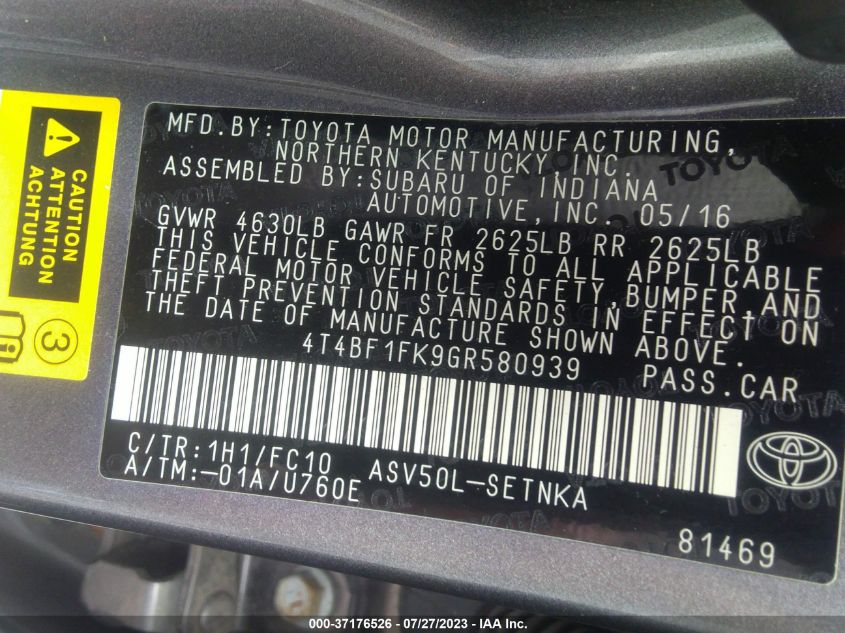 CAUTION
ATTENTION
ACHTUNG
3
MFD.BY:TOYOTA MOTOR MANUFACTURING,
NORTHERN KENTUCKY,INC.
ASSEMBLED BY:SUBARU OF INDIANA
AUTOMOTIVE,INC. 05/16
GVWR 4630LB GAWR FR 2625LB RR 2625LB
THIS VEHICLE CONFORMS TO ALL APPLICABLE
FEDERAL MOTOR VEHICLE SAFETY,BUMPER,AND
THEFT PREVENTION STANDARDS IN EFFECT ON
THE DATE OF MANUFACTURE SHOWN ABOVE.
4T4BF1FK9GR580939
PASS.CAR
C/TR:1H1/FC10
A/TM:-01A/U760E
ASV50L-SETNKA
81469
TOYOTA
000-37176526 - 07/27/2023 - IAA Inc.